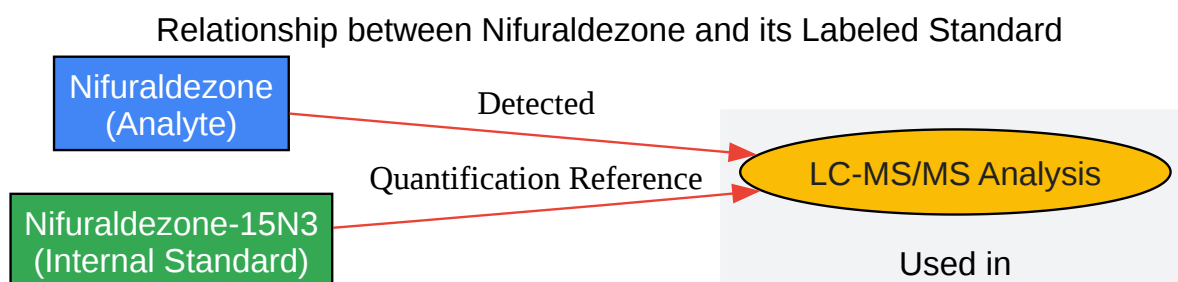 Relationship between Nifuraldezone and its Labeled Standard
Nifuraldezone
(Analyte)
Detected
Quantification Reference
LC-MS/MS Analysis
Nifuraldezone-15N3
(Internal Standard)
Used in